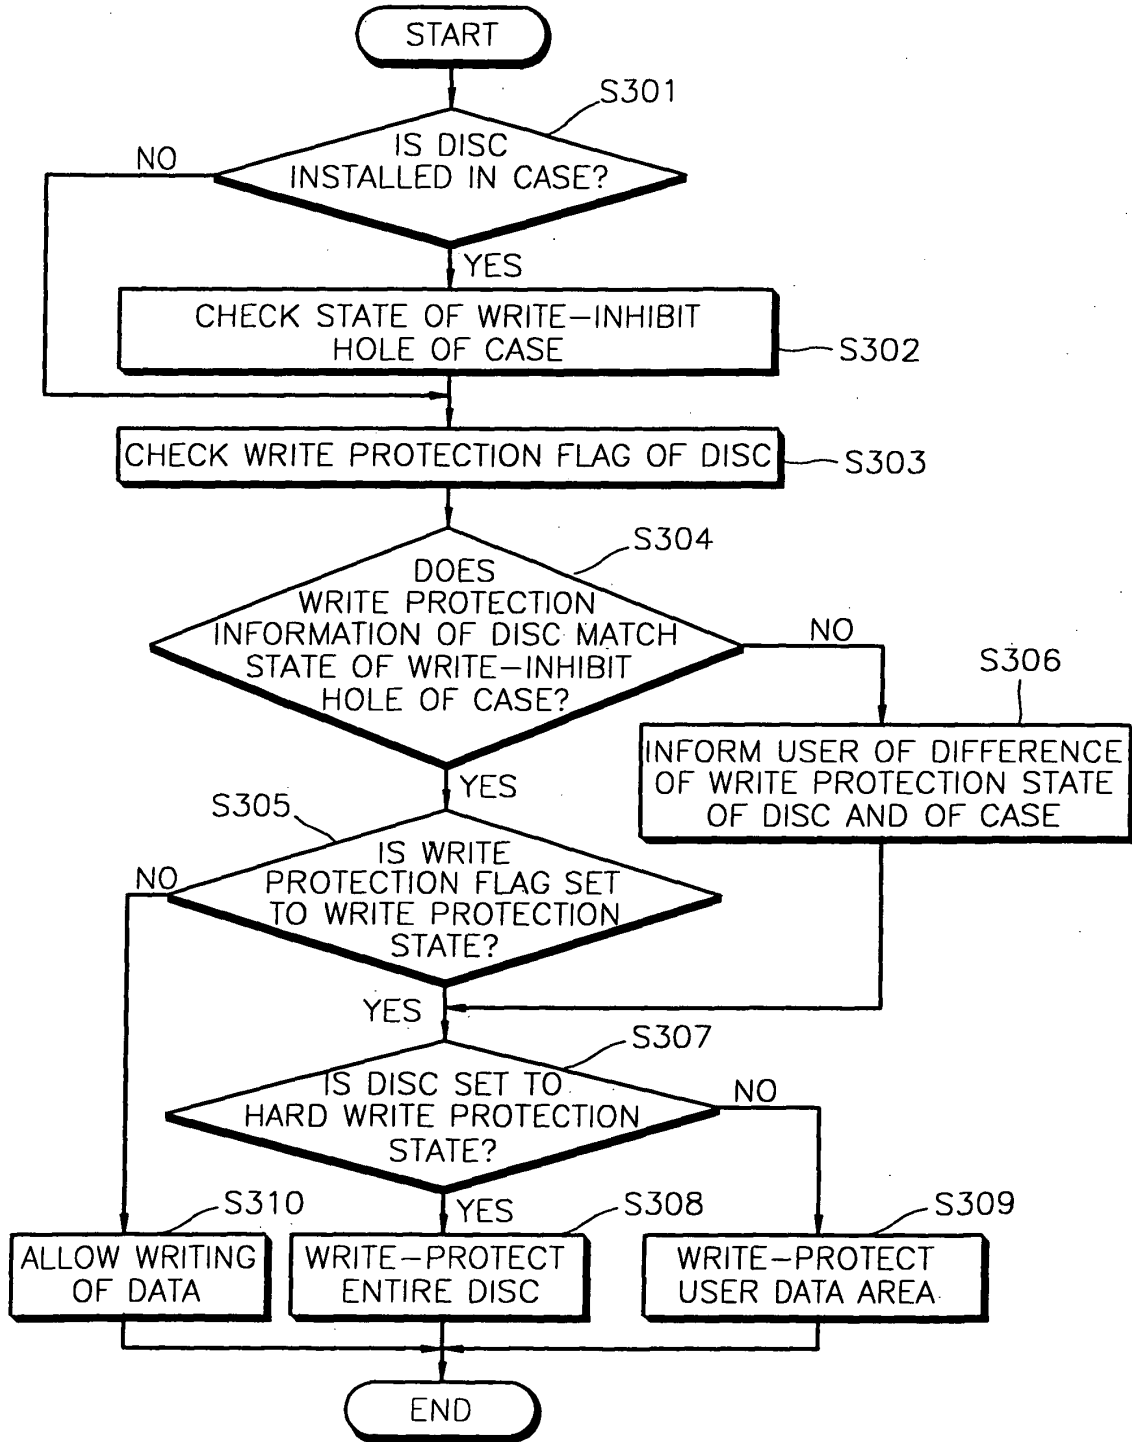 START
S301
IS DISC
INSTALLED IN CASE?
NO
YES
CHECK STATE OF WRITE-INHIBIT
HOLE OF CASE
S302
CHECK WRITE PROTECTION FLAG OF DISC
S303
S304
DOES
WRITE PROTECTION
INFORMATION OF DISC MATCH
STATE OF WRITE-INHIBIT
HOLE OF CASE?
NO
S306
INFORM USER OF DIFFERENCE
OF WRITE PROTECTION STATE
OF DISC AND OF CASE
YES
S305
IS WRITE
PROTECTION FLAG SET
TO WRITE PROTECTION
STATE?
NO
YES
S307
IS DISC SET TO
HARD WRITE PROTECTION
STATE?
NO
YES
S310
ALLOW WRITING
OF DATA
S308
WRITE-PROTECT
ENTIRE DISC
S309
WRITE-PROTECT
USER DATA AREA
END